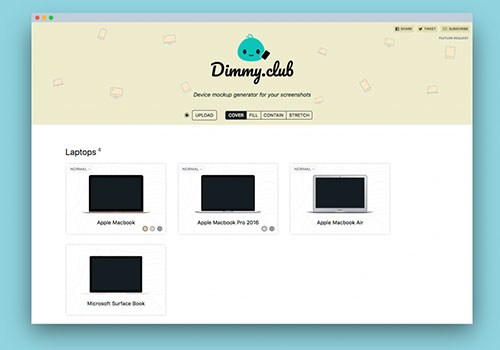 SHARE TWEET SUBSCRIBE
FEATURE REQUEST
Dimmy.club
Device mockup generator for your screenshots
UPLOAD COVER FILL CONTAIN STRETCH
Laptops 4
NORMAL NORMAL NORMAL
Apple Macbook Apple Macbook Pro 2016 Apple Macbook Air
Microsoft Surface Book